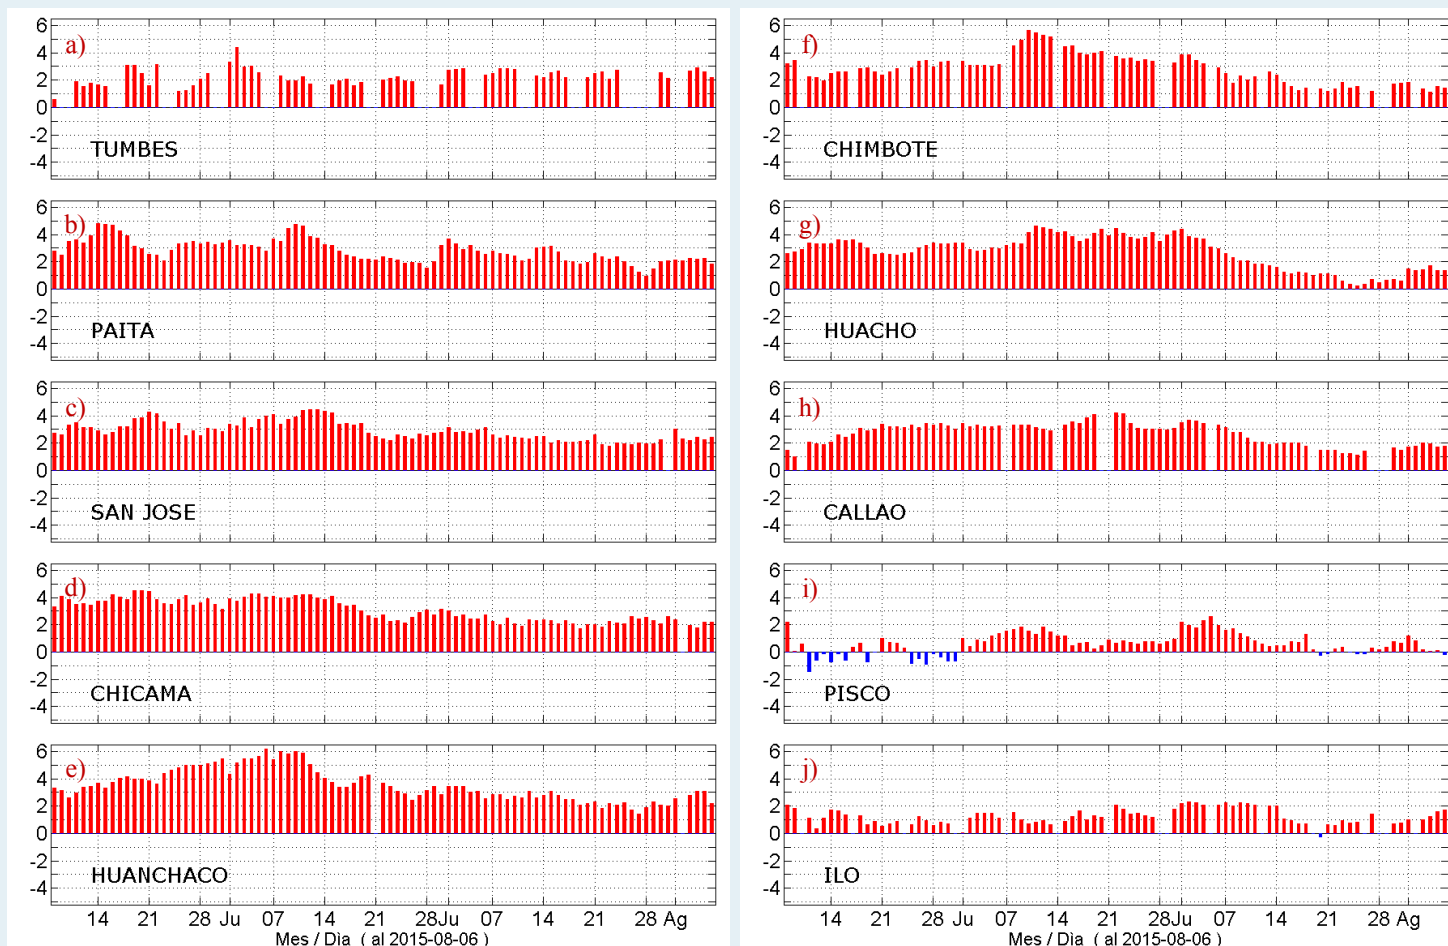 6
4
2
0
-2
-4
a)
TUMBES
6
4
2
0
-2
-4
b)
PAITA
6
4
2
0
-2
-4
c)
SAN JOSE
6
4
2
0
-2
-4
d)
CHICAMA
6
4
2
0
-2
-4
e)
HUANCHACO
14 21 28 Ju 07 14 21 28Ju 07 14 21 28 Ag
Mes / Dìa ( al 2015-08-06 )
6
4
2
0
-2
-4
f)
CHIMBOTE
6
4
2
0
-2
-4
g)
HUACHO
6
4
2
0
-2
-4
h)
CALLAO
6
4
2
0
-2
-4
i)
PISCO
6
4
2
0
-2
-4
j)
ILO
14 21 28 Ju 07 14 21 28Ju 07 14 21 28 Ag
Mes / Dìa ( al 2015-08-06 )